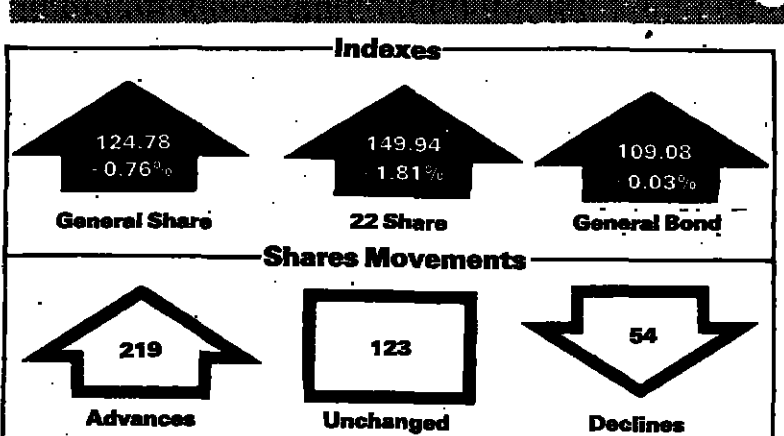 Indexes
124.78 149.94 109.08
- 0.76% - 1.81% - 0.03%
General Share 22 Share General Bond
Shares Movements
219 123 54
Advances Unchanged Declines